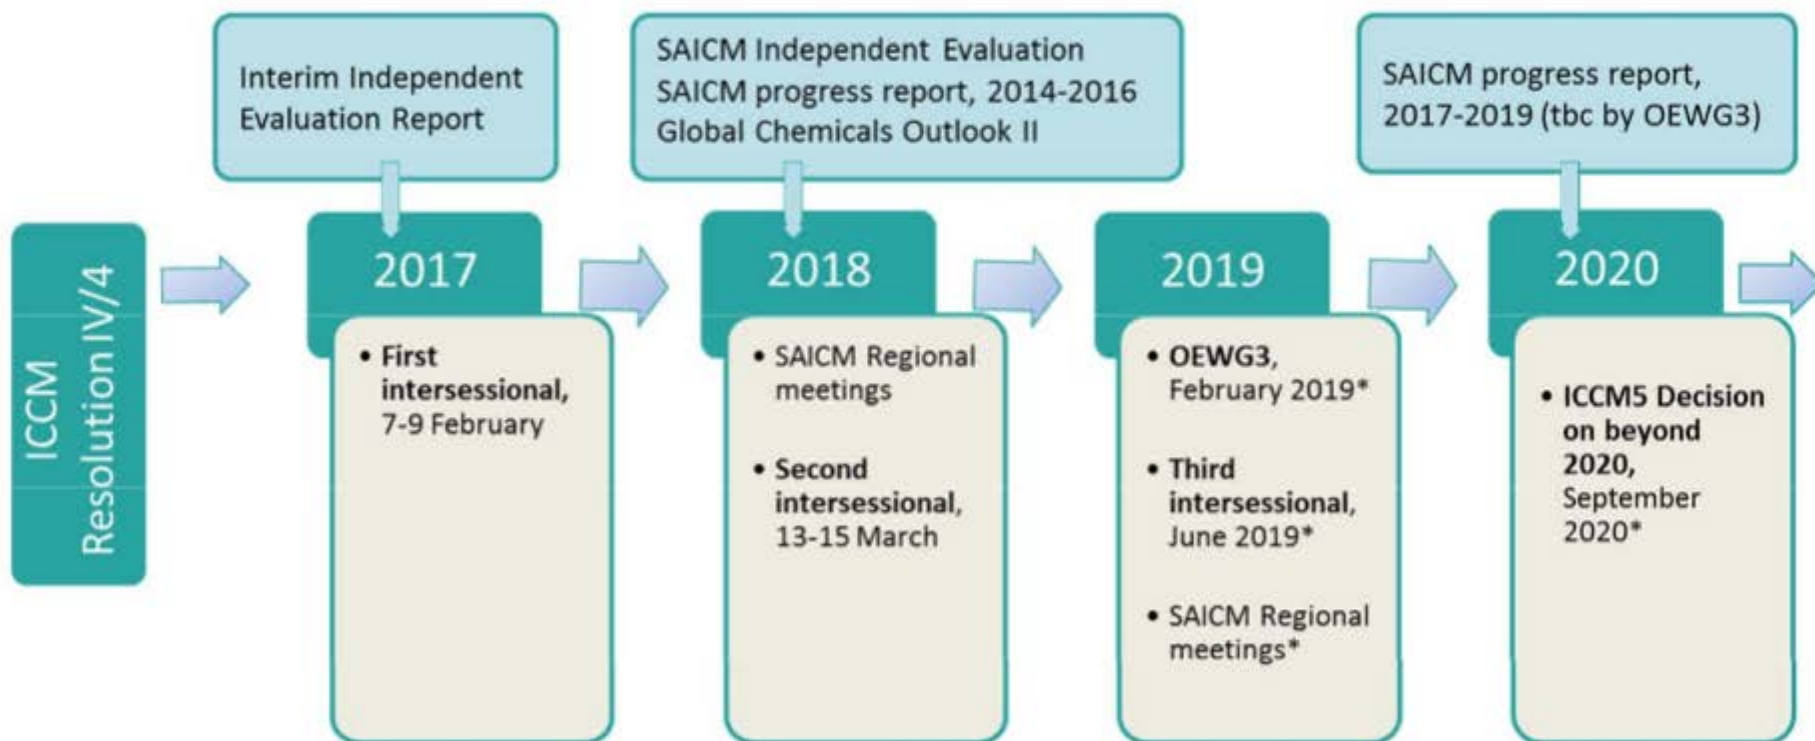 Interim Independent
Evaluation Report
SAICM Independent Evaluation
SAICM progress report, 2014-2016
Global Chemicals Outlook II
SAICM progress report,
2017-2019 (tbc by OEWG3)
ICCM
Resolution IV/4
2017
• First
intersessional,
7-9 February
2018
• SAICM Regional
meetings
• Second
intersessional,
13-15 March
2019
• OEWG3,
February 2019*
• Third
intersessional,
June 2019*
• SAICM Regional
meetings*
2020
• ICCM5 Decision
on beyond
2020,
September
2020*